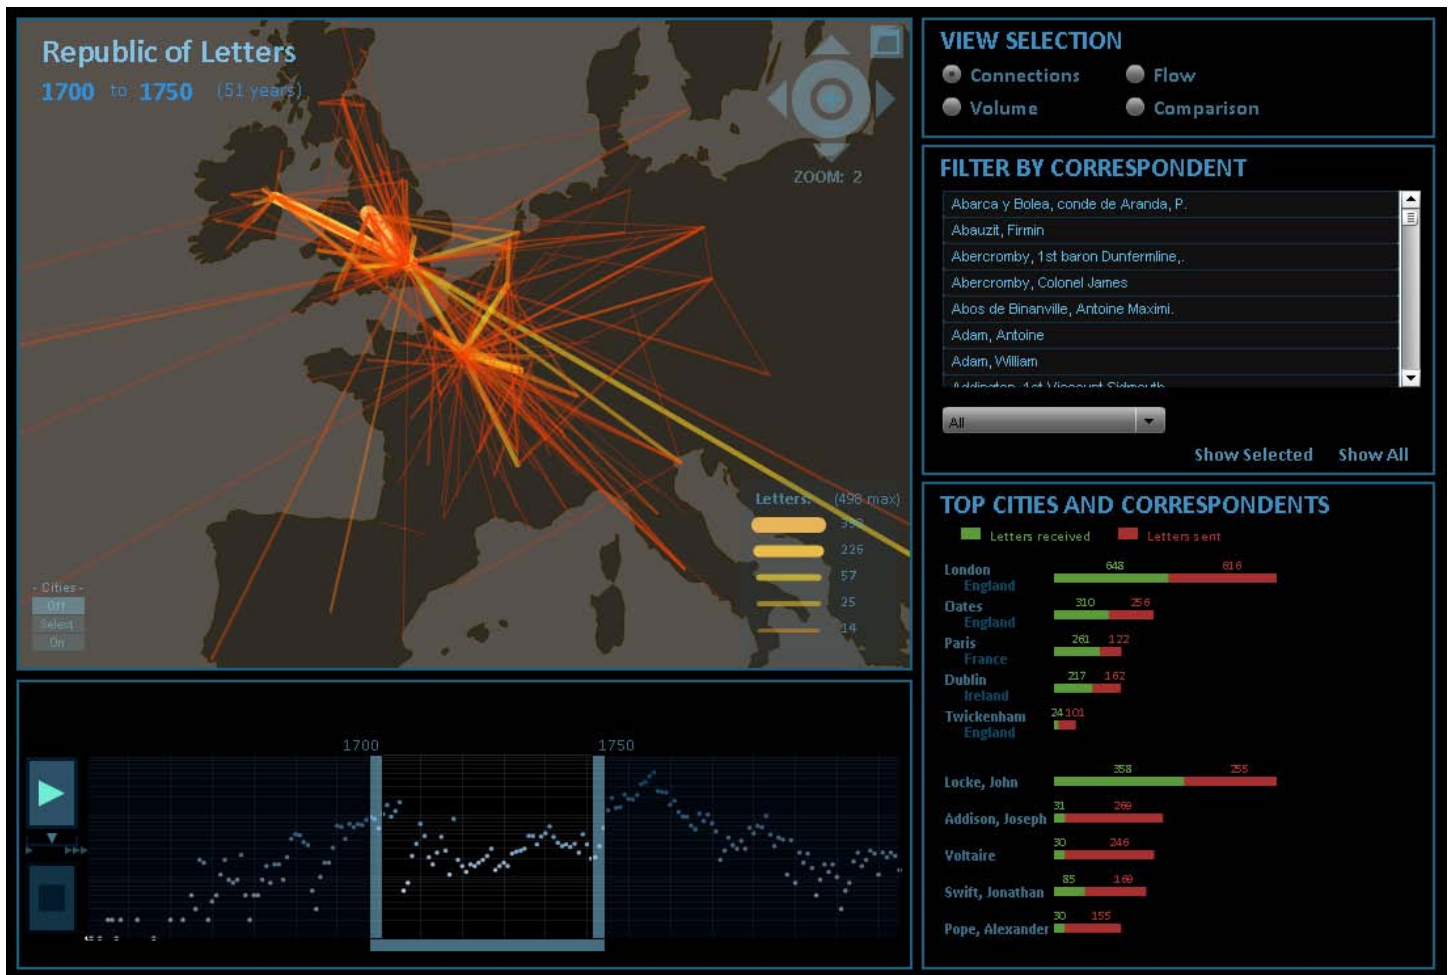 Republic of Letters
1700 to 1750 (51 years)
ZOOM: 2
Letters: (498 max)
226
57
25
14
- Cities -
Off
Select
On
1700 1750
VIEW SELECTION
Connections Flow
Volume Comparison
FILTER BY CORRESPONDENT
Abarca y Bolea, conde de Aranda, P.
Abauzit, Firmin
Abercromby, 1st baron Dunfermline,.
Abercromby, Colonel James
Abos de Binanville, Antoine Maximi.
Adam, Antoine
Adam, William
Addington, 1st Viscount Sidmouth
All
Show Selected Show All
TOP CITIES AND CORRESPONDENTS
Letters received Letters sent
London 648 616
England
Oates 310 256
England
Paris 261 122
France
Dublin 217 162
Ireland
Twickenham 24 101
England
Locke, John 358 255
Addison, Joseph 31 269
Voltaire 30 246
Swift, Jonathan 85 169
Pope, Alexander 30 155